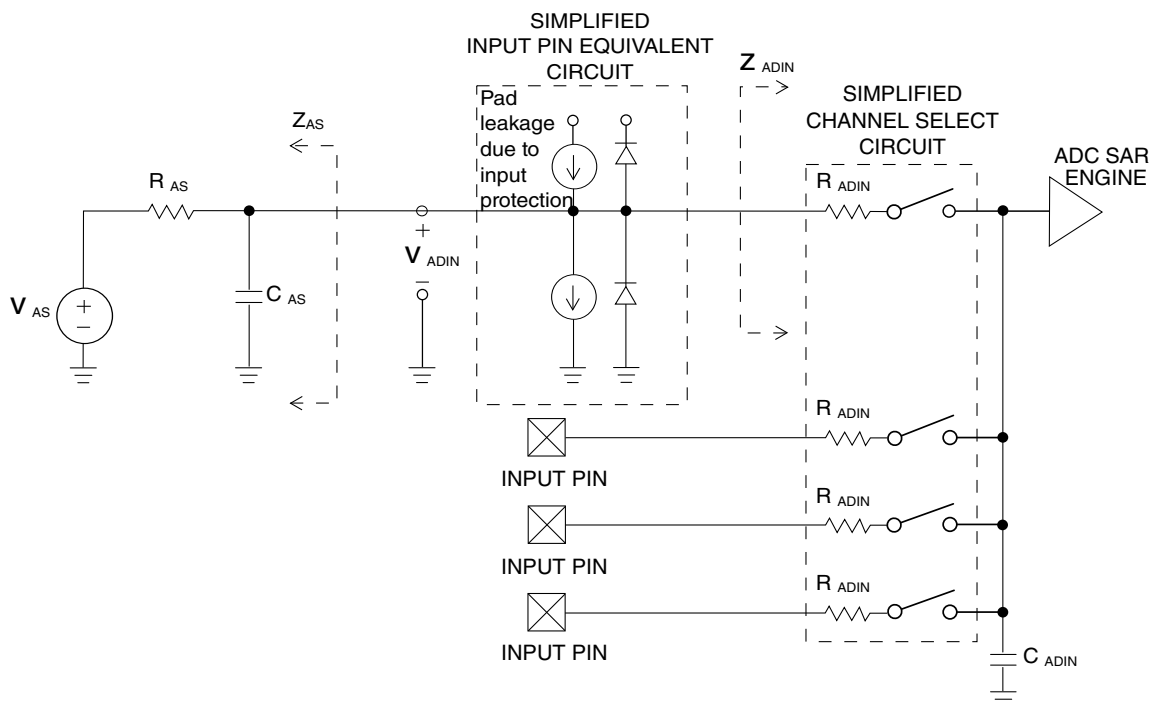 SIMPLIFIED
INPUT PIN EQUIVALENT
CIRCUIT
Pad
leakage
due to
input
protection
Z ADIN
SIMPLIFIED
CHANNEL SELECT
CIRCUIT
ADC SAR
ENGINE
ZAS
R AS
R ADIN
+
V ADIN
–
V AS
+
–
C AS
R ADIN
INPUT PIN
R ADIN
INPUT PIN
R ADIN
INPUT PIN
C ADIN